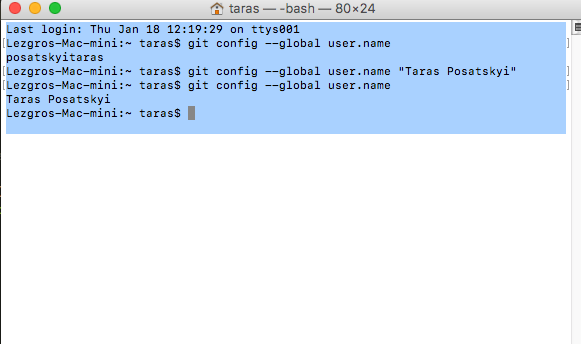 taras — -bash — 80×24
Last login: Thu Jan 18 12:19:29 on ttys001
[Lezgros-Mac-mini:~ taras$ git config --global user.name ]
posatskyitaras
[Lezgros-Mac-mini:~ taras$ git config --global user.name "Taras Posatskyi" ]
[Lezgros-Mac-mini:~ taras$ git config --global user.name ]
Taras Posatskyi
Lezgros-Mac-mini:~ taras$